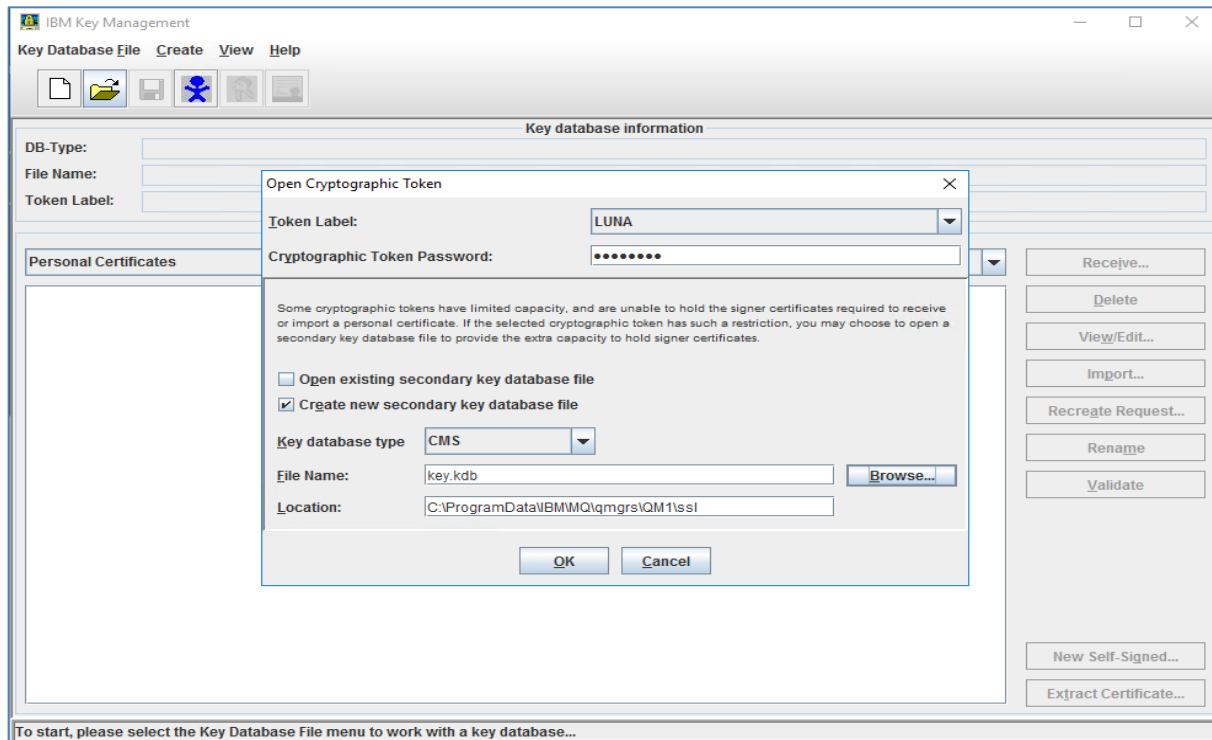 IBM Key Management
Key Database File Create View Help
Key database information
DB-Type:
File Name:
Token Label:
Open Cryptographic Token
Token Label: LUNA
Cryptographic Token Password: ••••••••
Some cryptographic tokens have limited capacity, and are unable to hold the signer certificates required to receive
or import a personal certificate. If the selected cryptographic token has such a restriction, you may choose to open a
secondary key database file to provide the extra capacity to hold signer certificates.
Open existing secondary key database file
Create new secondary key database file
Key database type CMS
File Name: key.kdb Browse...
Location: C:\ProgramData\IBM\MQ\qmgrs\QM1\ssl
OK Cancel
Personal Certificates
Receive...
Delete
View/Edit...
Import...
Recreate Request...
Rename
Validate
New Self-Signed...
Extract Certificate...
To start, please select the Key Database File menu to work with a key database...